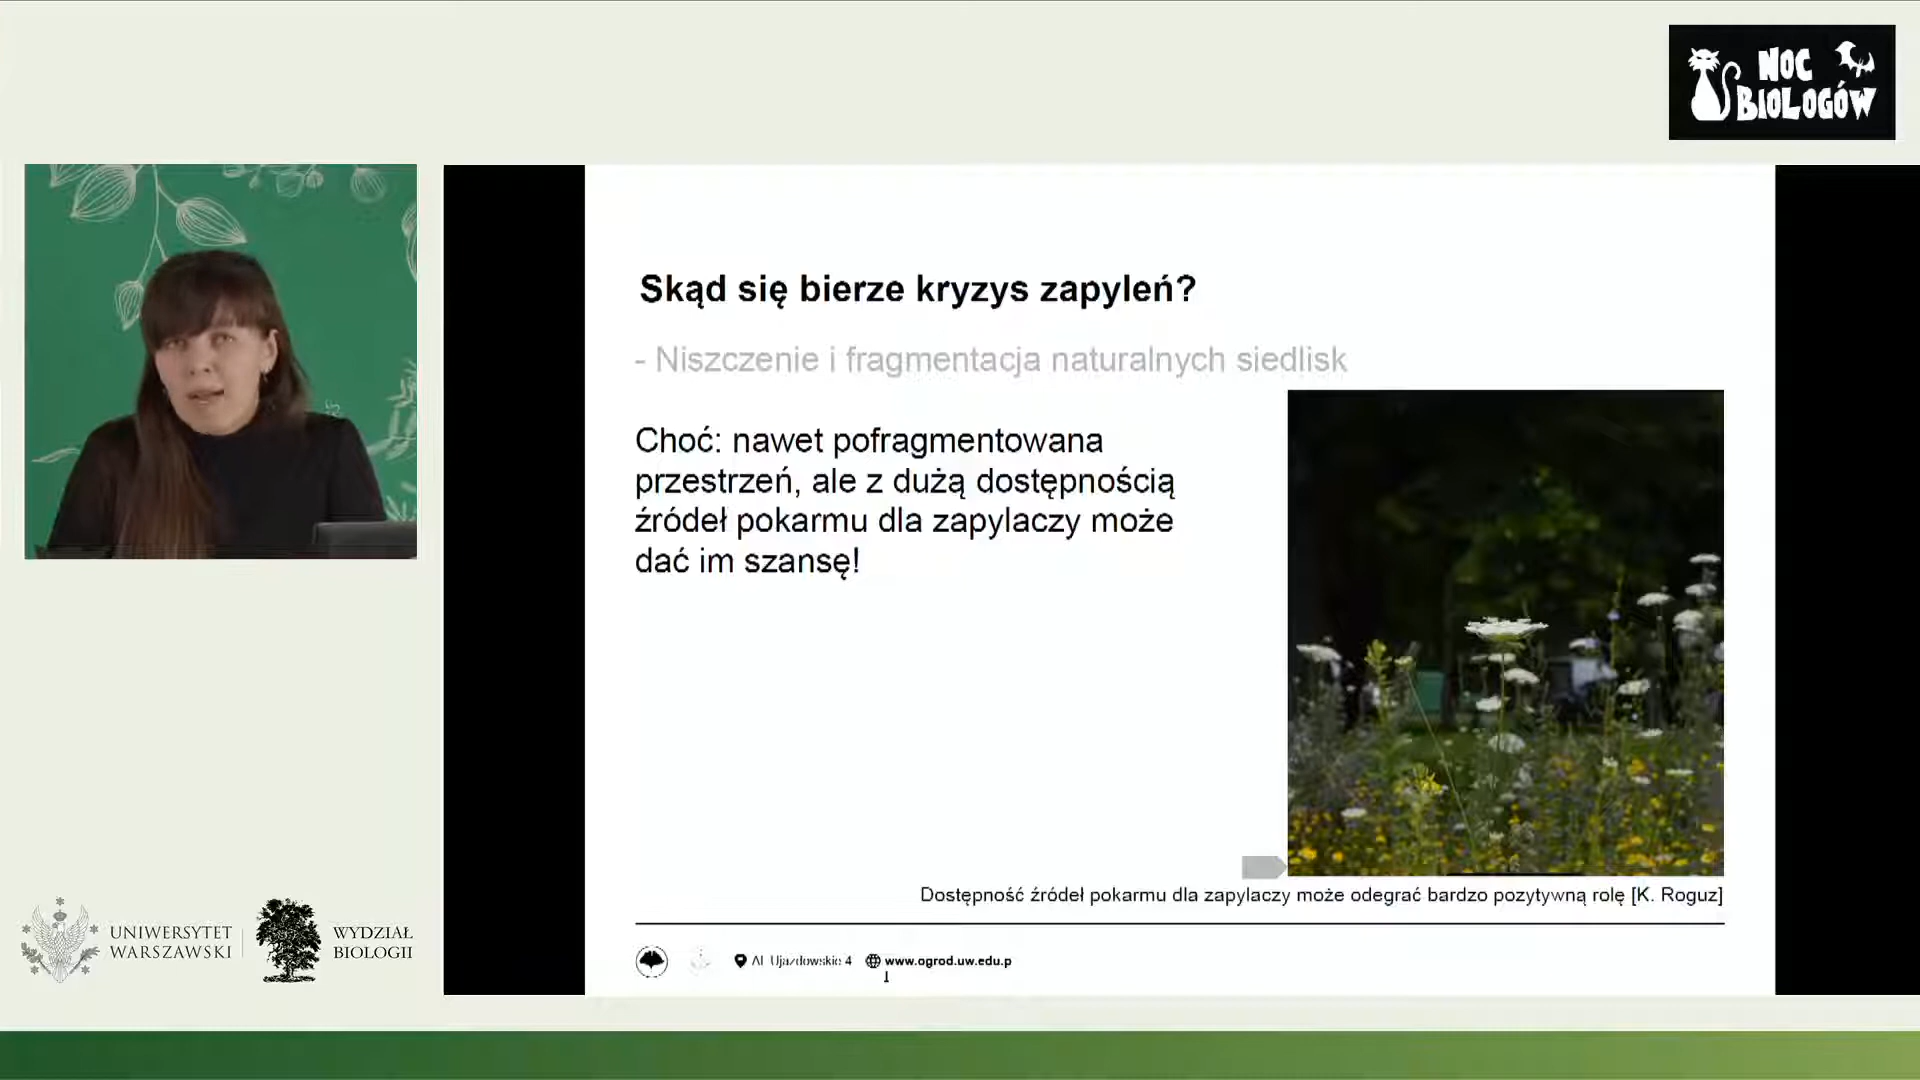 NOC
BIOLOGÓW
Skąd się bierze kryzys zapyleń?
- Niszczenie i fragmentacja naturalnych siedlisk
Choć: nawet pofragmentowana
przestrzeń, ale z dużą dostępnością
źródeł pokarmu dla zapylaczy może
dać im szansę!
Dostępność źródeł pokarmu dla zapylaczy może odegrać bardzo pozytywną rolę [K. Roguz]
Al. Ujazdowskie 4 www.ogrod.uw.edu.p
l
UNIWERSYTET
WARSZAWSKI
WYDZIAŁ
BIOLOGII